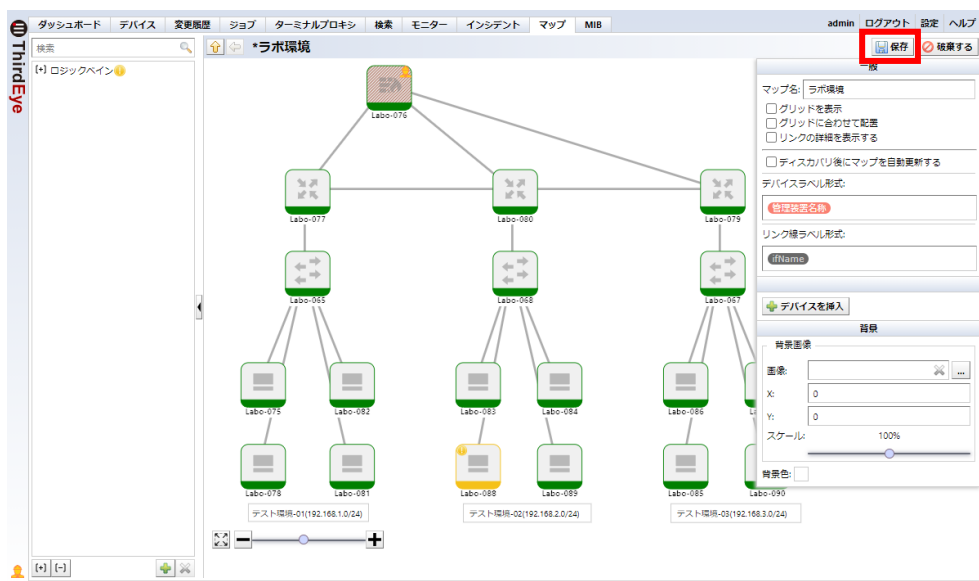 ThirdEye
ダッシュボード デバイス 変更履歴 ジョブ ターミナルプロキシ 検索 モニター インシデント マップ MIB
admin ログアウト 設定 ヘルプ
検索
*ラボ環境
保存 破棄する
[+] ロジックベイン
一般
マップ名: ラボ環境
グリッドを表示
グリッドに合わせて配置
リンクの詳細を表示する
ディスカバリ後にマップを自動更新する
デバイスラベル形式:
管理装置名称
リンク線ラベル形式:
ifName
デバイスを挿入
背景
背景画像
画像: ...
X: 0
Y: 0
スケール: 100%
背景色:
Labo-076
Labo-077 Labo-080 Labo-079
Labo-065 Labo-068 Labo-067
Labo-075 Labo-082 Labo-083 Labo-084 Labo-086
Labo-078 Labo-081 Labo-088 Labo-089 Labo-085 Labo-090
テスト環境-01(192.168.1.0/24) テスト環境-02(192.168.2.0/24) テスト環境-03(192.168.3.0/24)
[+] [-]